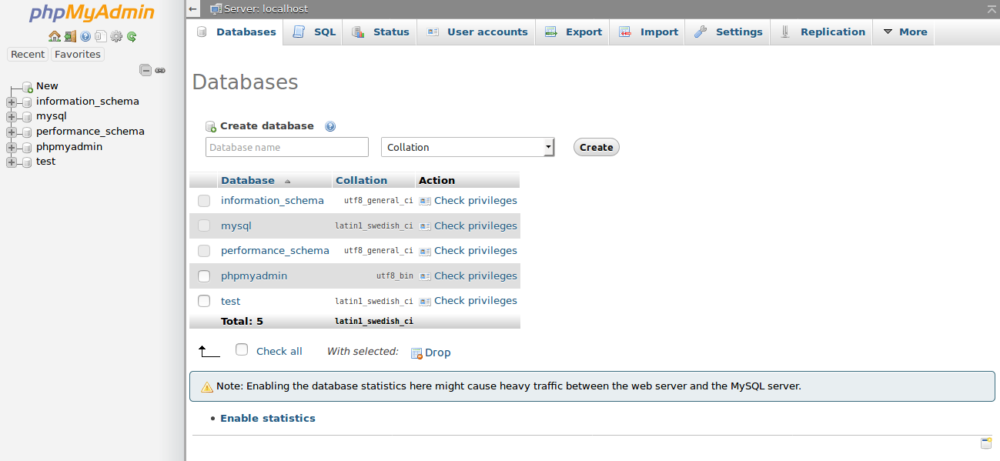 phpMyAdmin
Recent Favorites
New
information_schema
mysql
performance_schema
phpmyadmin
test
Server: localhost
Databases SQL Status User accounts Export Import Settings Replication More
Databases
Create database
Database name Collation Create
Database Collation Action
information_schema utf8_general_ci Check privileges
mysql latin1_swedish_ci Check privileges
performance_schema utf8_general_ci Check privileges
phpmyadmin utf8_bin Check privileges
test latin1_swedish_ci Check privileges
Total: 5 latin1_swedish_ci
Check all With selected: Drop
Note: Enabling the database statistics here might cause heavy traffic between the web server and the MySQL server.
• Enable statistics